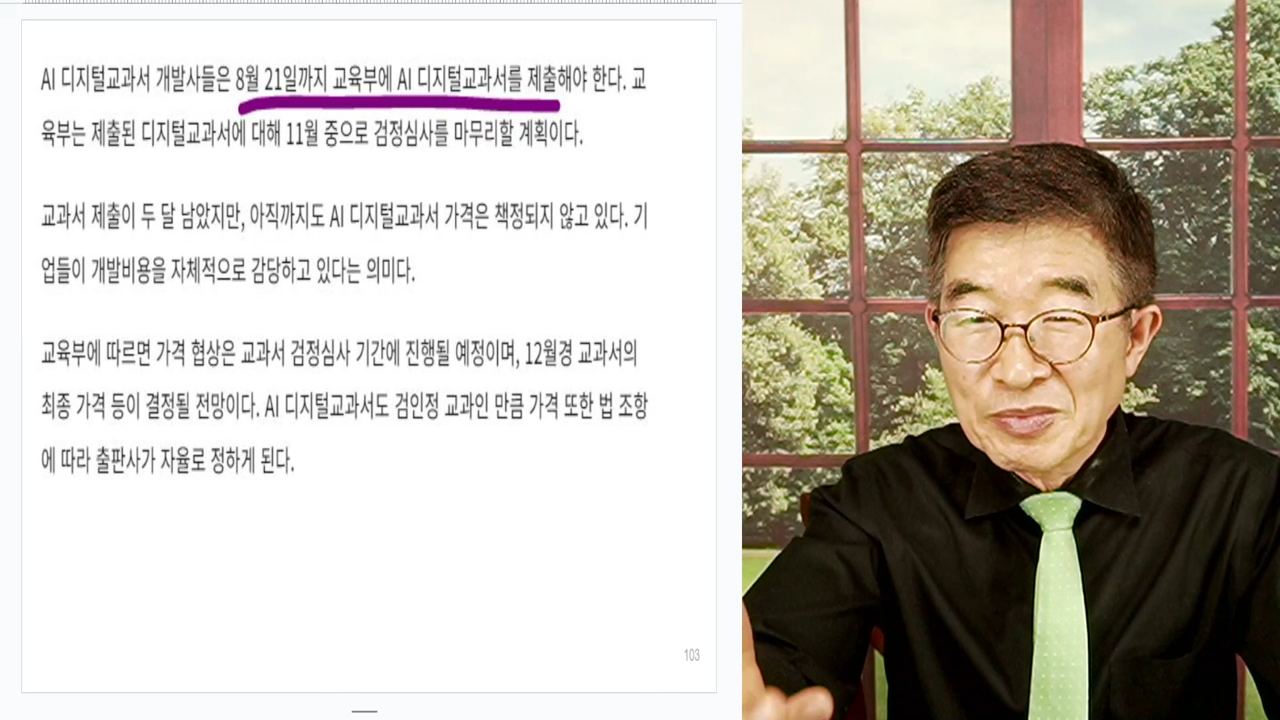 AI 디지털교과서 개발사들은 8월 21일까지 교육부에 AI 디지털교과서를 제출해야 한다. 교
육부는 제출된 디지털교과서에 대해 11월 중으로 검정심사를 마무리할 계획이다.
교과서 제출이 두 달 남았지만, 아직까지도 AI 디지털교과서 가격은 책정되지 않고 있다. 기
업들이 개발비용을 자체적으로 감당하고 있다는 의미다.
교육부에 따르면 가격 협상은 교과서 검정심사 기간에 진행될 예정이며, 12월경 교과서의
최종 가격 등이 결정될 전망이다. AI 디지털교과서도 검인정 교과인 만큼 가격 또한 법 조항
에 따라 출판사가 자율로 정하게 된다.
103